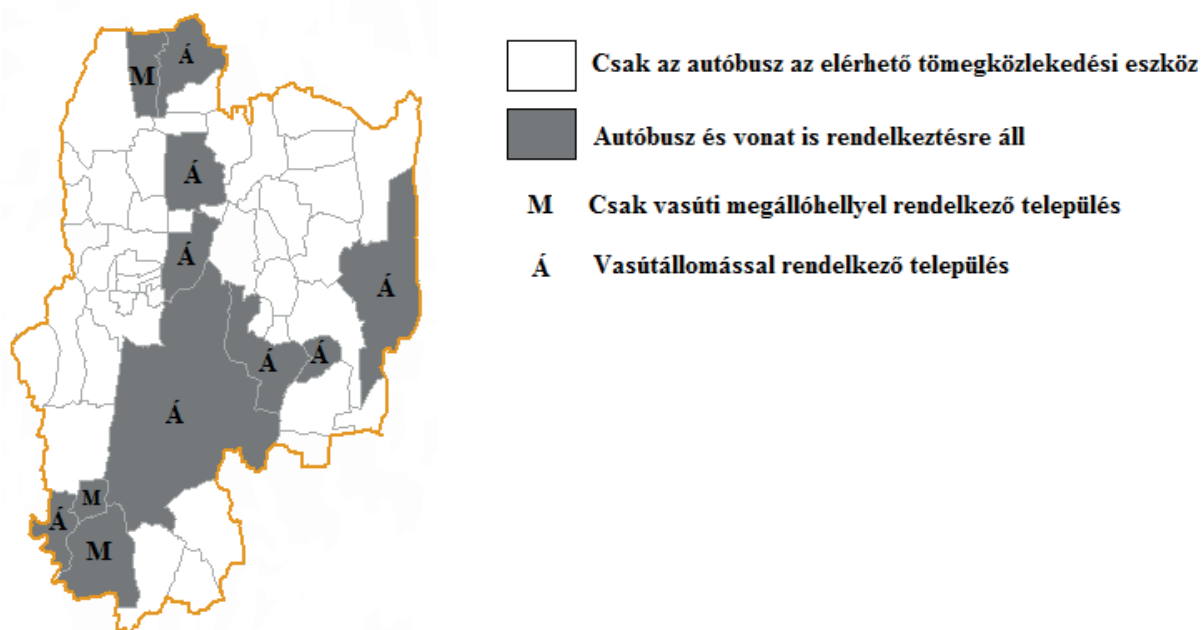 Á
M
Á
Á
Á
Á
Á
Á
M
Á
M
Csak az autóbusz az elérhető tömegközlekedési eszköz
Autóbusz és vonat is rendelkeztésre áll
M Csak vasúti megállóhellyel rendelkező település
Á Vasútállomással rendelkező település